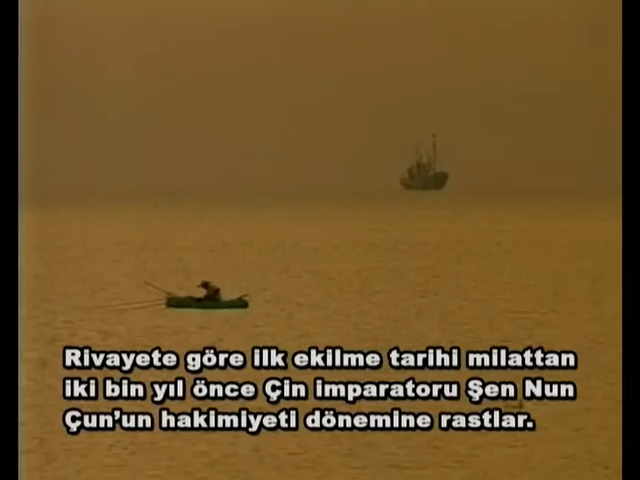 Rivayete göre ilk ekilme tarihi milattan
iki bin yıl önce Çin imparatoru Şen Nun
Çun'un hakimiyeti dönemine rastlar.